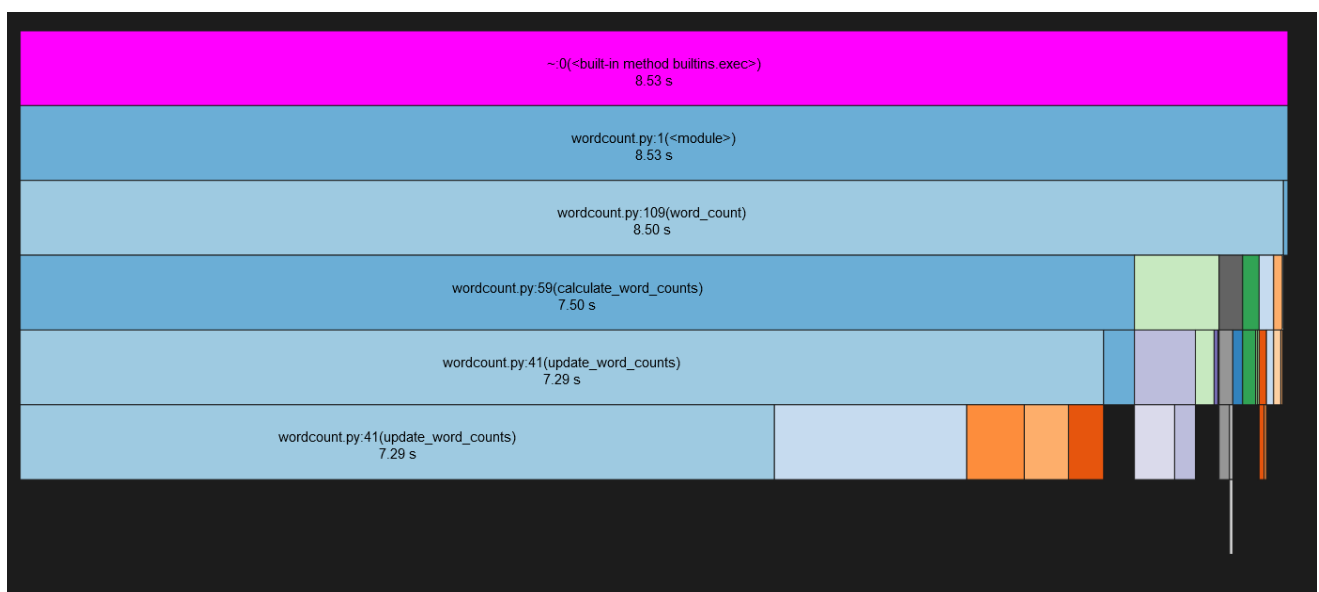 ~:0(<built-in method builtins.exec>)
8.53 s
wordcount.py:1(<module>)
8.53 s
wordcount.py:109(word_count)
8.50 s
wordcount.py:59(calculate_word_counts)
7.50 s
wordcount.py:41(update_word_counts)
7.29 s
wordcount.py:41(update_word_counts)
7.29 s